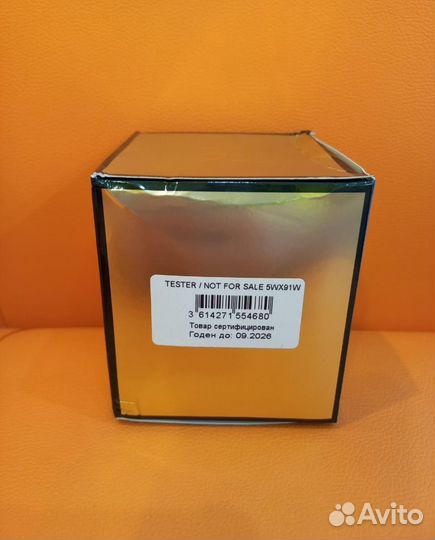 TESTER / NOT FOR SALE 5WX91W
3 614271 554680
Товар сертифицирован
Годен до: 09.2026
Avito